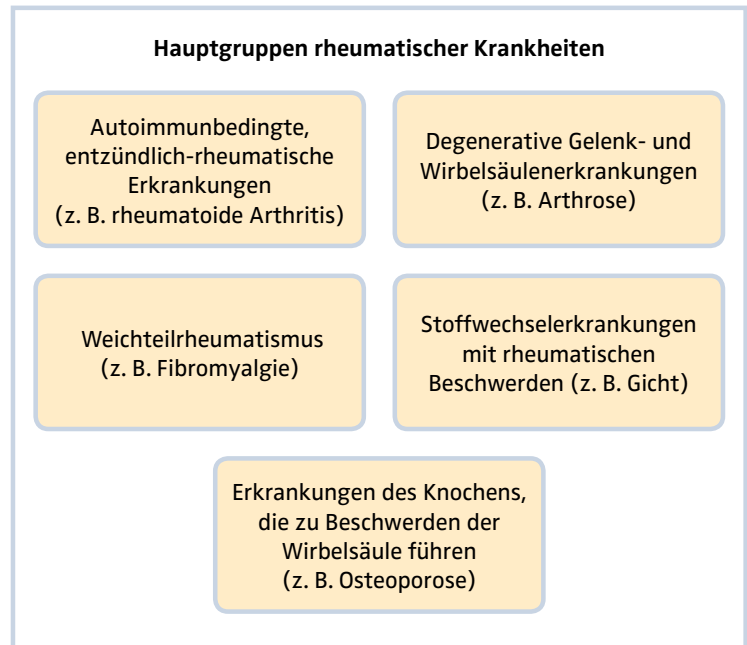 Hauptgruppen rheumatischer Krankheiten
Autoimmunbedingte,
entzündlich-rheumatische
Erkrankungen
(z. B. rheumatoide Arthritis)
Degenerative Gelenk- und
Wirbelsäulenerkrankungen
(z. B. Arthrose)
Weichteilrheumatismus
(z. B. Fibromyalgie)
Stoffwechselerkrankungen
mit rheumatischen
Beschwerden (z. B. Gicht)
Erkrankungen des Knochens,
die zu Beschwerden der
Wirbelsäule führen
(z. B. Osteoporose)